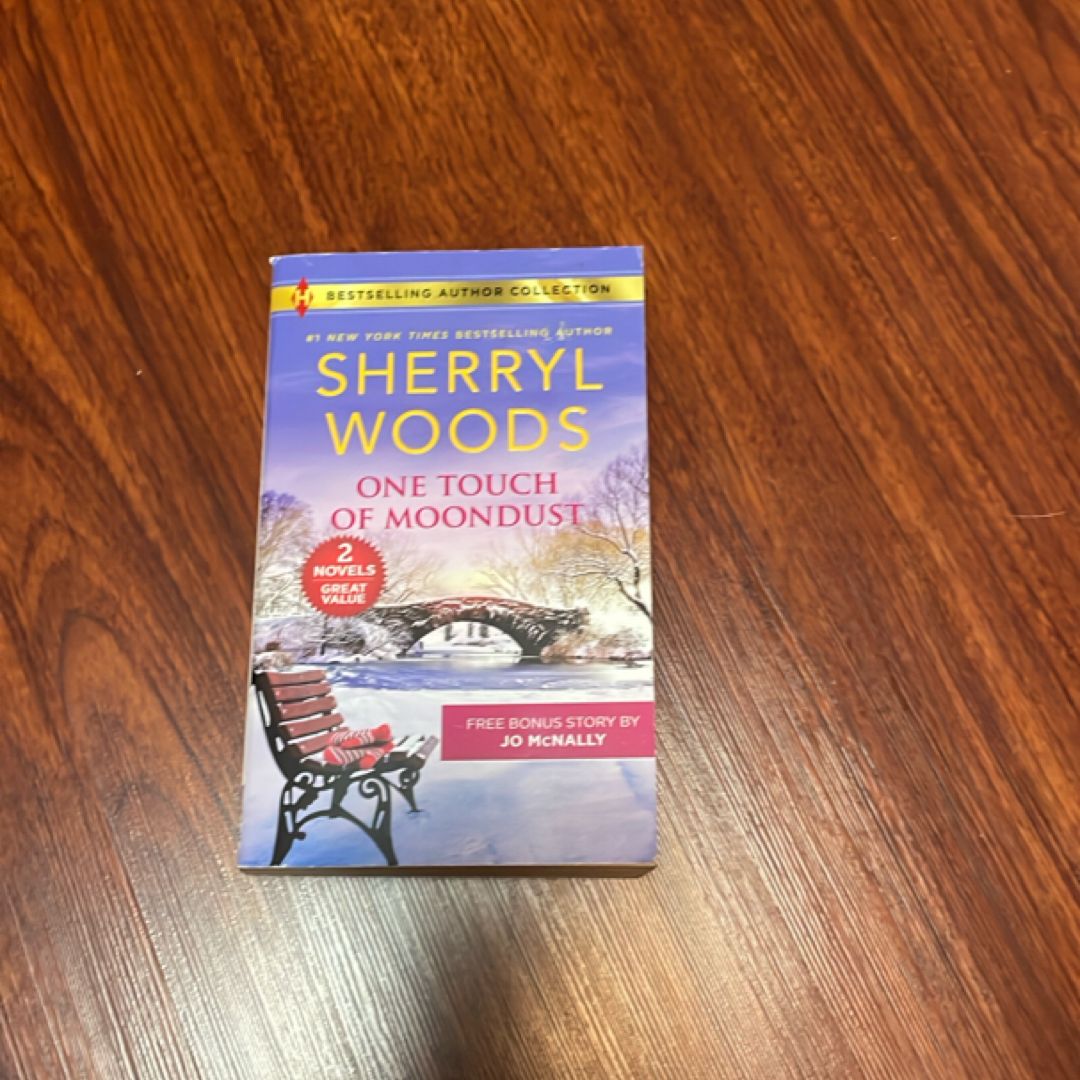 H BESTSELLING AUTHOR COLLECTION
#1 NEW YORK TIMES BESTSELLING AUTHOR
SHERRYL
WOODS
ONE TOUCH
OF MOONDUST
2
NOVELS
GREAT
VALUE
FREE BONUS STORY BY
JO McNALLY